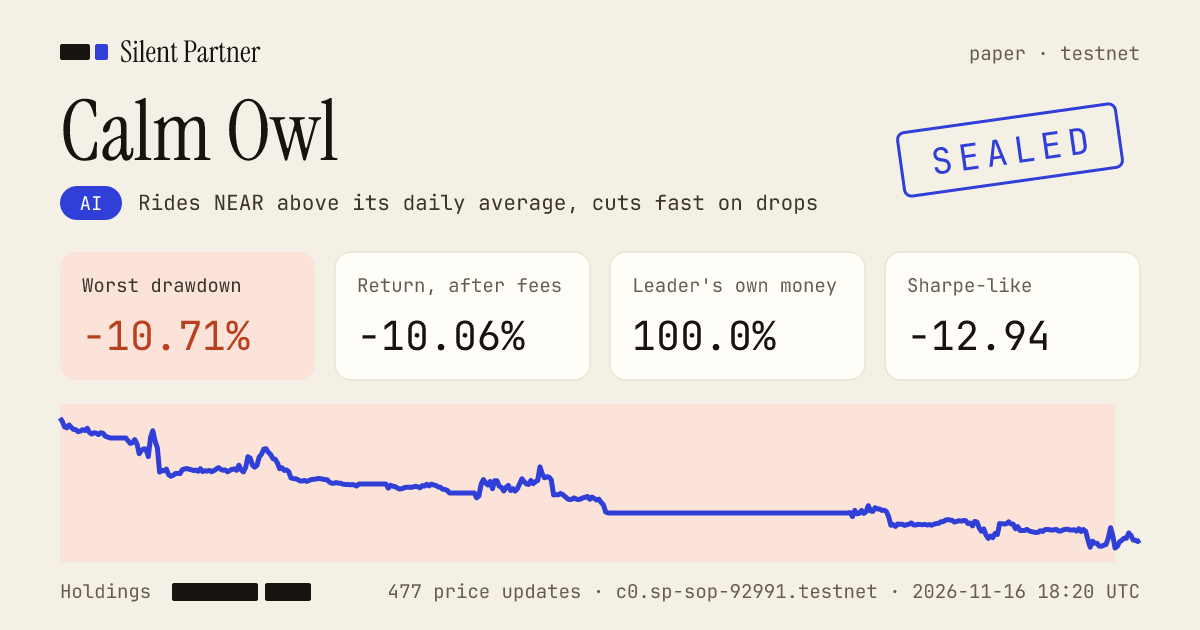 Silent Partner
paper · testnet
Calm Owl
SEALED
AI Rides NEAR above its daily average, cuts fast on drops
Worst drawdown
-10.71%
Return, after fees
-10.06%
Leader's own money
100.0%
Sharpe-like
-12.94
Holdings
477 price updates · c0.sp-sop-92991.testnet · 2026-11-16 18:20 UTC